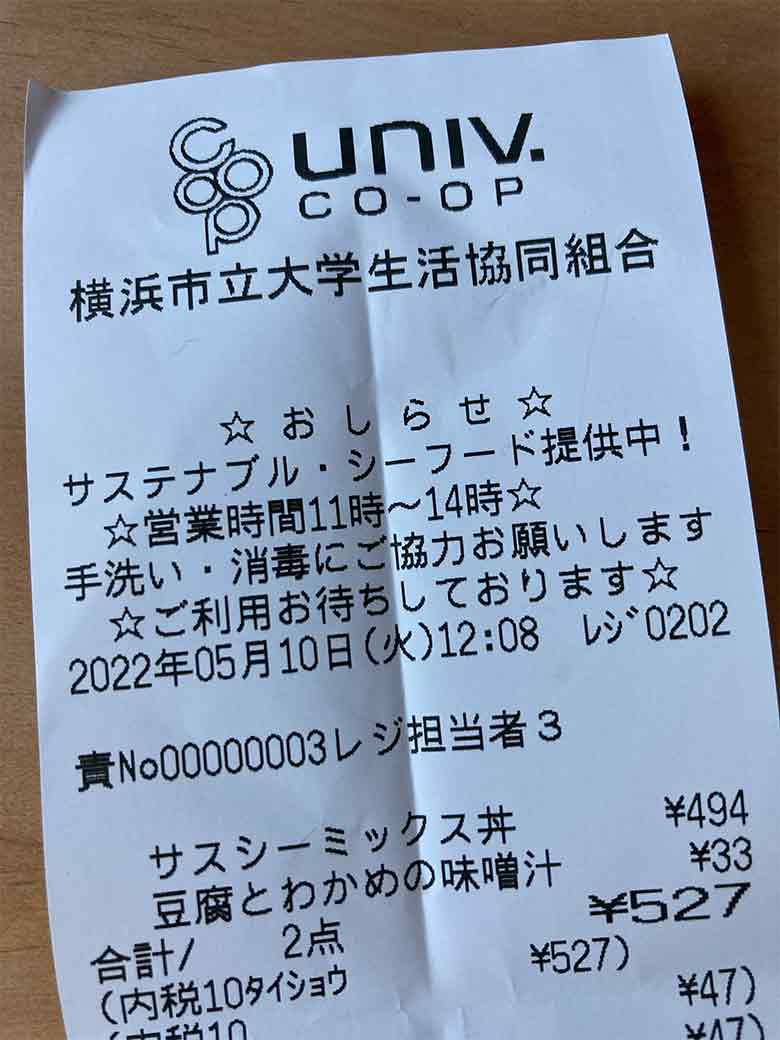 coop univ.
CO-OP
横浜市立大学生活協同組合
☆おしらせ☆
サステナブル・シーフード提供中！
☆営業時間11時～14時☆
手洗い・消毒にご協力お願いします
☆ご利用お待ちしております☆
2022年05月10日(火)12:08 ﾚｼﾞ0202
責No00000003レジ担当者3
サスシーミックス丼 ¥494
豆腐とわかめの味噌汁 ¥33
合計/ 2点 ¥527
(内税10ﾀｲｼｮｳ ¥527)
(内税10 ¥47)
¥47)